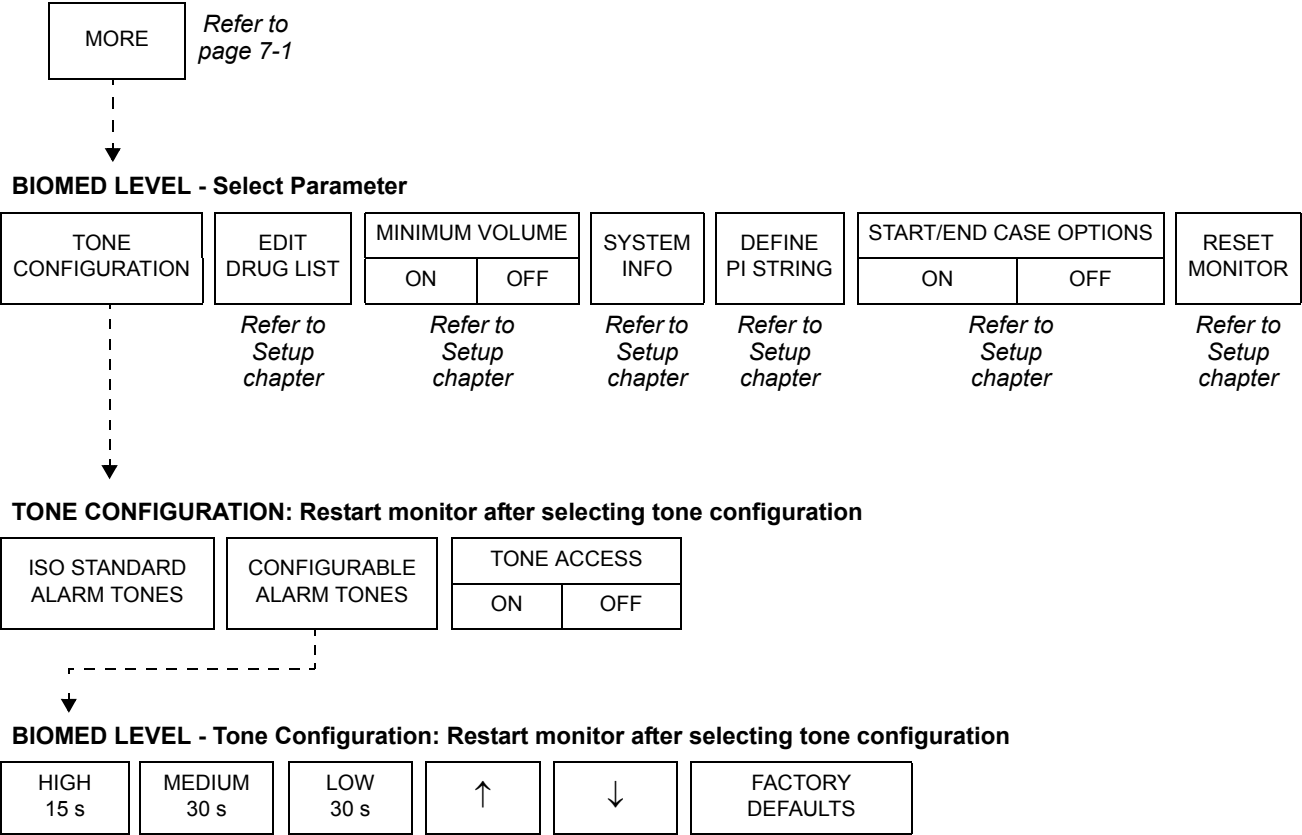 MORE
Refer to
page 7-1
BIOMED LEVEL - Select Parameter
TONE
CONFIGURATION
EDIT
DRUG LIST
MINIMUM VOLUME
ON
OFF
SYSTEM
INFO
DEFINE
PI STRING
START/END CASE OPTIONS
ON
OFF
RESET
MONITOR
Refer to
Setup
chapter
Refer to
Setup
chapter
Refer to
Setup
chapter
Refer to
Setup
chapter
Refer to
Setup
chapter
Refer to
Setup
chapter
TONE CONFIGURATION: Restart monitor after selecting tone configuration
ISO STANDARD
ALARM TONES
CONFIGURABLE
ALARM TONES
TONE ACCESS
ON
OFF
BIOMED LEVEL - Tone Configuration: Restart monitor after selecting tone configuration
HIGH
15 s
MEDIUM
30 s
LOW
30 s
↑
↓
FACTORY
DEFAULTS